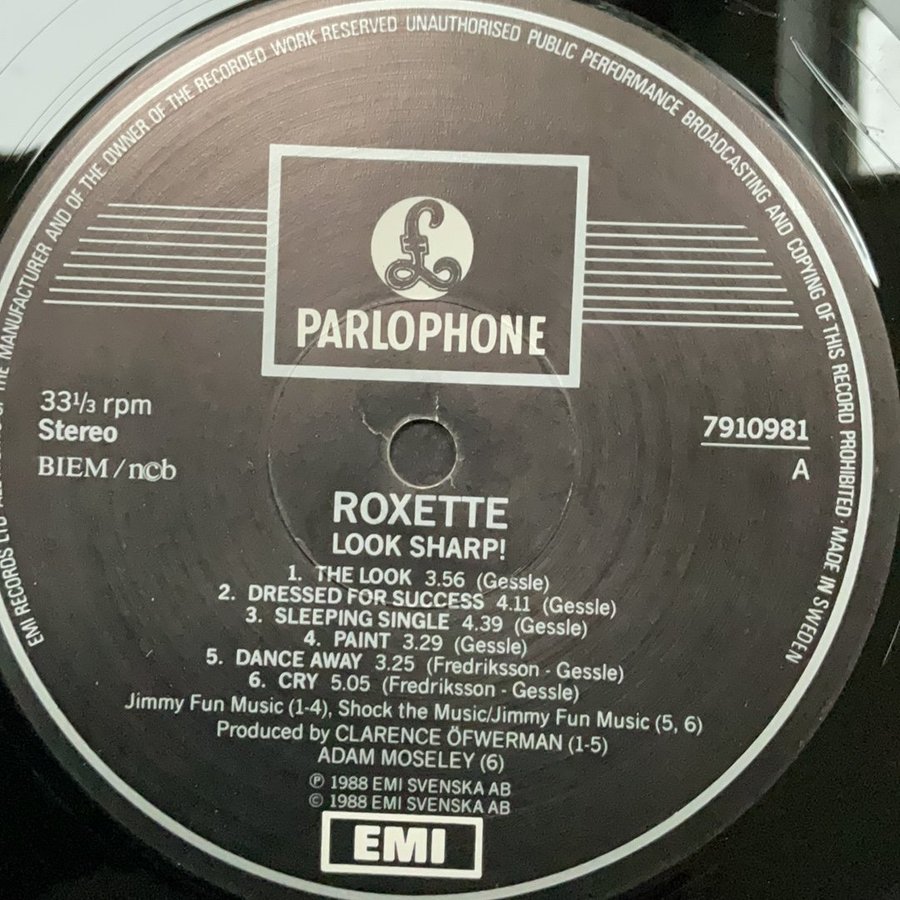 EMI RECORDS LTD
THE MANUFACTURER AND OF THE OWNER OF THE RECORDED WORK RESERVED UNAUTHORISED PUBLIC PERFORMANCE BROADCASTING AND COPYING OF THIS RECORD PROHIBITED · MADE IN SWEDEN
£
PARLOPHONE
33 1/3 rpm
Stereo
BIEM / ncb
7910981
A
ROXETTE
LOOK SHARP!
1. THE LOOK 3.56 (Gessle)
2. DRESSED FOR SUCCESS 4.11 (Gessle)
3. SLEEPING SINGLE 4.39 (Gessle)
4. PAINT 3.29 (Gessle)
5. DANCE AWAY 3.25 (Fredriksson - Gessle)
6. CRY 5.05 (Fredriksson - Gessle)
Jimmy Fun Music (1-4), Shock the Music/Jimmy Fun Music (5, 6)
Produced by CLARENCE ÖFWERMAN (1-5)
ADAM MOSELEY (6)
℗ 1988 EMI SVENSKA AB
© 1988 EMI SVENSKA AB
EMI